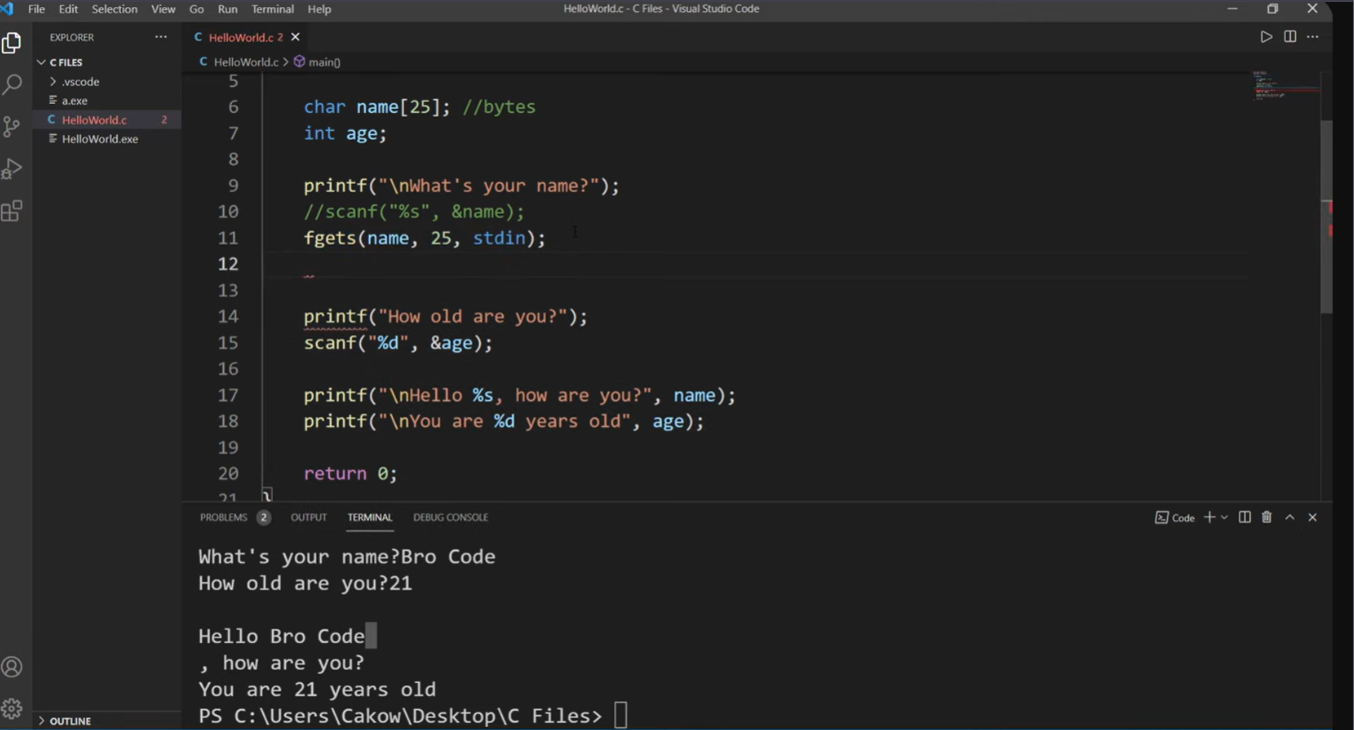 File Edit Selection View Go Run Terminal Help
HelloWorld.c - C Files - Visual Studio Code
EXPLORER
C FILES
.vscode
a.exe
C HelloWorld.c 2
HelloWorld.exe
OUTLINE
C HelloWorld.c 2
C HelloWorld.c > main()
5
6 char name[25]; //bytes
7 int age;
8
9 printf("\nWhat's your name?");
10 //scanf("%s", &name);
11 fgets(name, 25, stdin);
12
13
14 printf("How old are you?");
15 scanf("%d", &age);
16
17 printf("\nHello %s, how are you?", name);
18 printf("\nYou are %d years old", age);
19
20 return 0;
21 }
PROBLEMS 2 OUTPUT TERMINAL DEBUG CONSOLE
Code
What's your name?Bro Code
How old are you?21
Hello Bro Code
, how are you?
You are 21 years old
PS C:\Users\Cakow\Desktop\C Files>